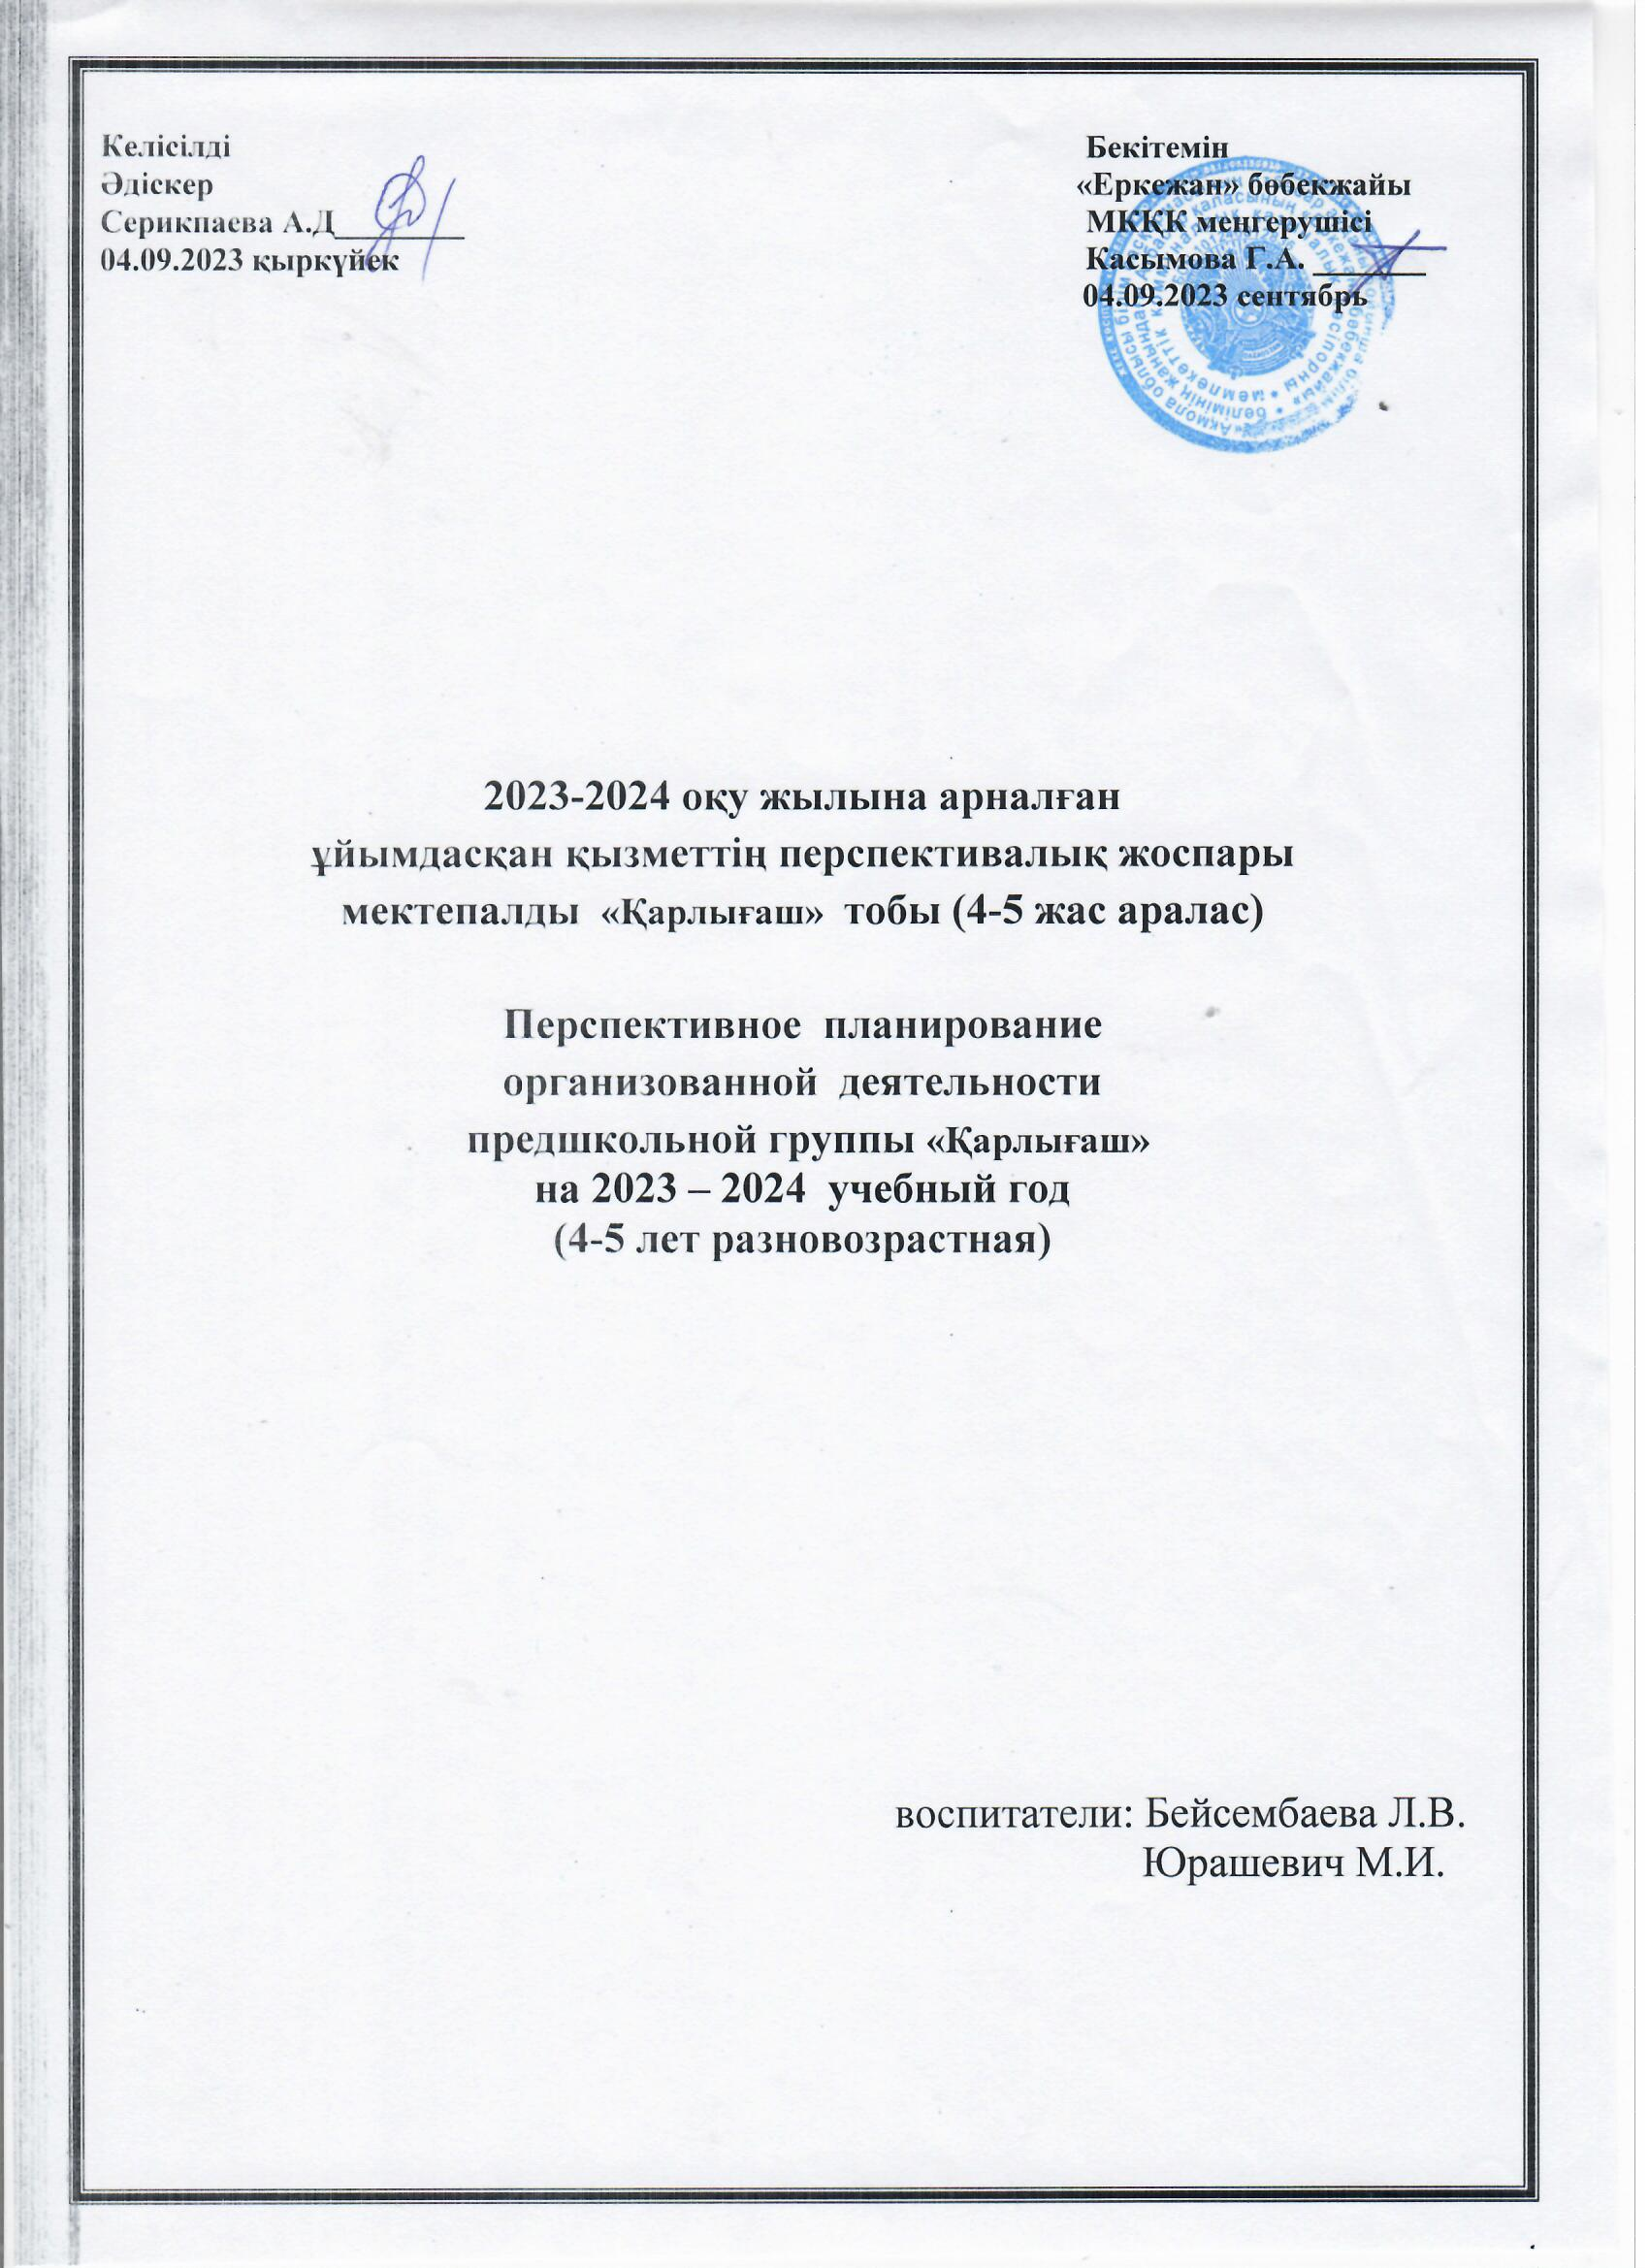 Келісілді
Әдіскер
Серикпаева А.Д________
04.09.2023 қыркүйек
Бекітемін
«Еркежан» бөбекжайы
МКҚК меңгерушісі
Касымова Г.А. _______
04.09.2023 сентябрь
2023-2024 оқу жылына арналған
ұйымдасқан қызметтің перспективалық жоспары
мектепалды «Қарлығаш» тобы (4-5 жас аралас)
Перспективное планирование
организованной деятельности
предшкольной группы «Қарлығаш»
на 2023 – 2024 учебный год
(4-5 лет разновозрастная)
воспитатели: Бейсембаева Л.В.
Юрашевич М.И.